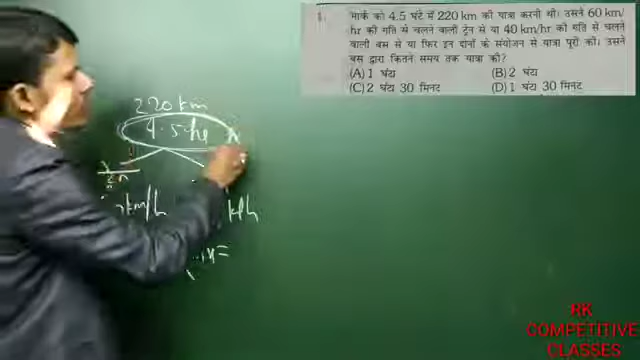 1. मार्क को 4.5 घंटे में 220 km की यात्रा करनी थी। उसने 60 km/
hr की गति से चलने वाली ट्रेन से या 40 km/hr की गति से चलने
वाली बस से या फिर इन दोनों के संयोजन से यात्रा पूरी की। उसने
बस द्वारा कितने समय तक यात्रा की?
(A) 1 घंटा (B) 2 घंटा
(C) 2 घंटा 30 मिनट (D) 1 घंटा 30 मिनट
220 km
4.5 hr
km/h
RK
COMPETITIVE
CLASSES